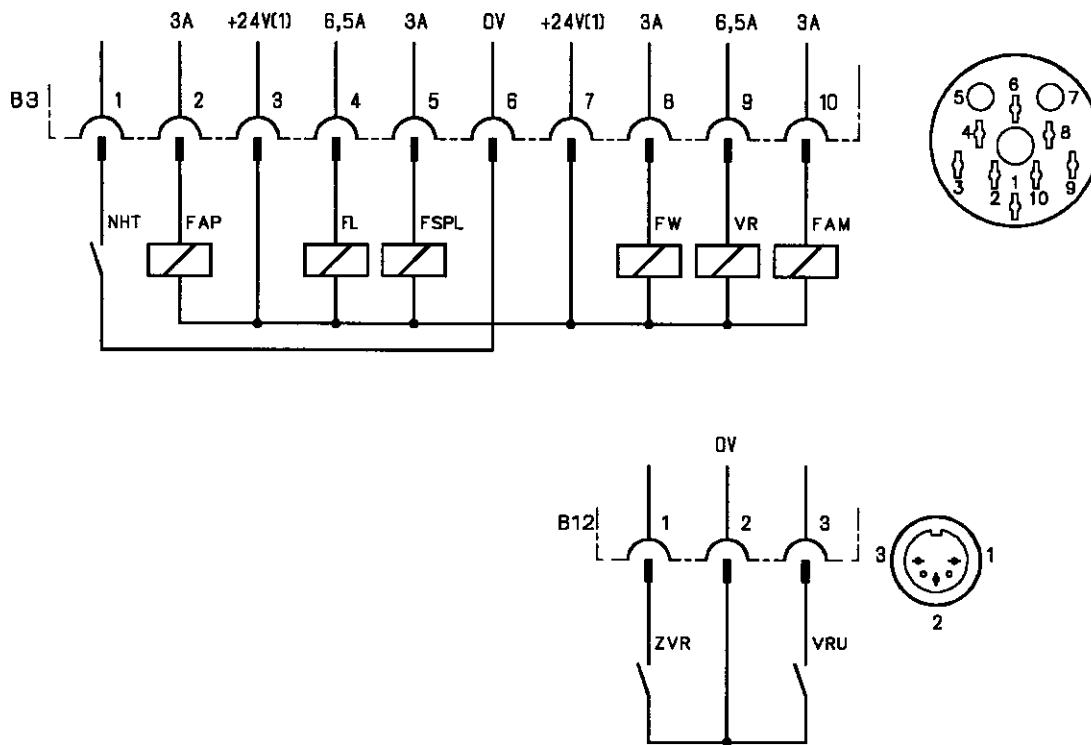 3A +24V(1) 6,5A 3A 0V +24V(1) 3A 6,5A 3A
B3 1 2 3 4 5 6 7 8 9 10
NHT FAP FL FSPL FW VR FAM
6
5 7
4 8
3 2 1 10 9
0V
B12 1 2 3
3 1
2
ZVR VRU